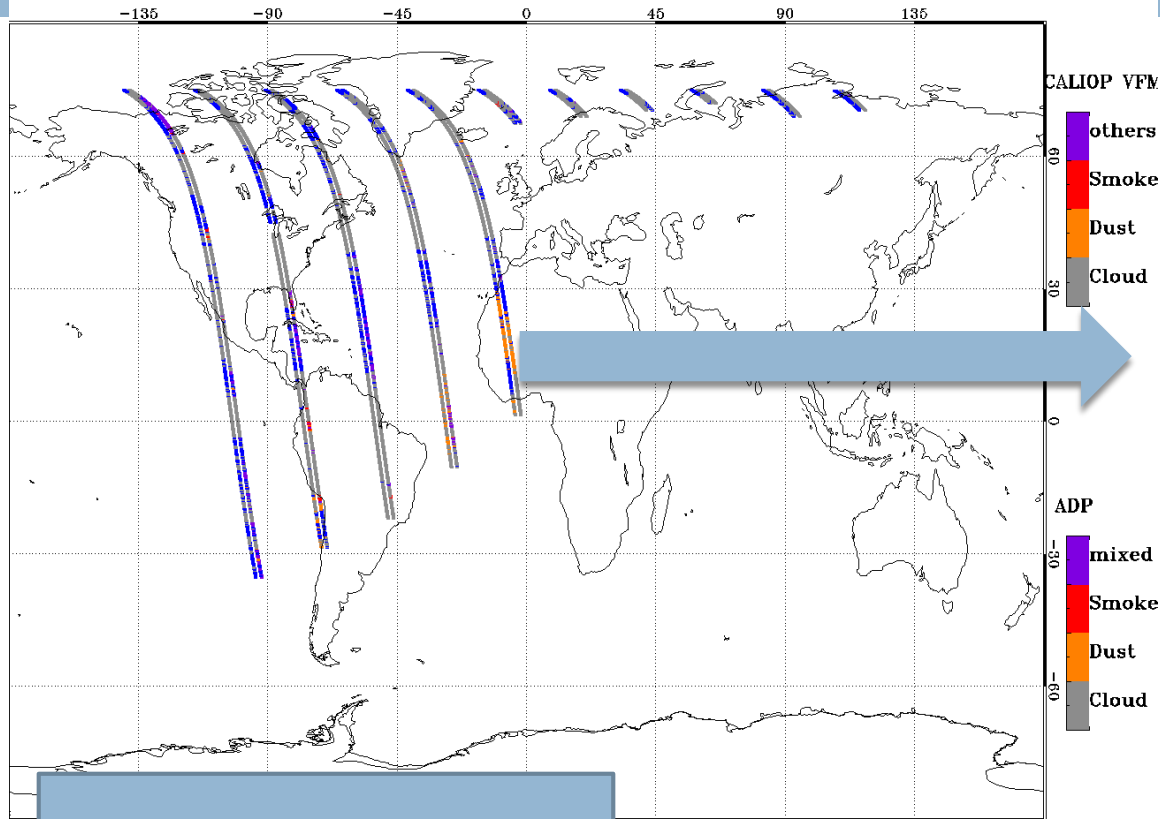 -135 -90 -45 0 45 90 135
CALIOP VFM
others
Smoke
Dust
Cloud
60
30
0
-30
-60
ADP
mixed
Smoke
Dust
Cloud